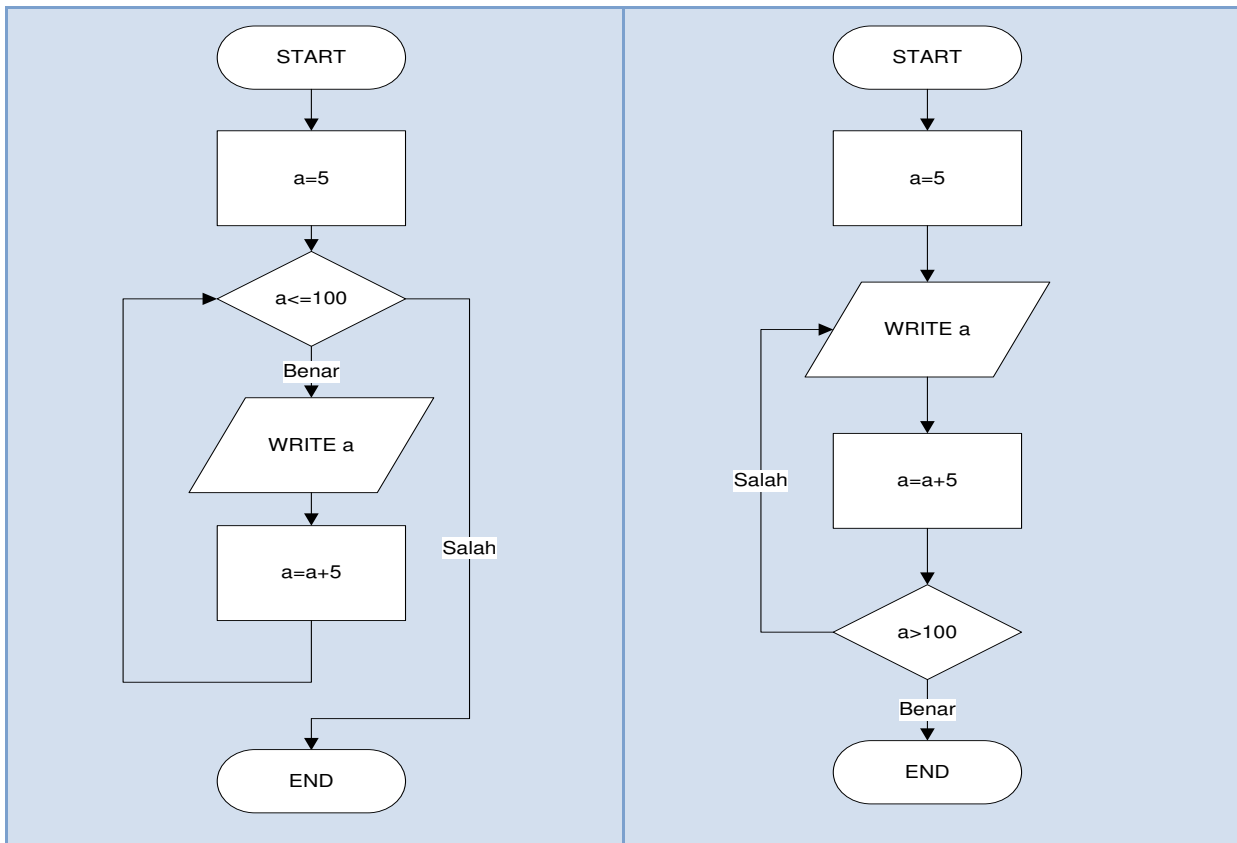 START
a=5
a<=100
Benar
WRITE a
a=a+5
Salah
END
START
a=5
WRITE a
a=a+5
Salah
a>100
Benar
END